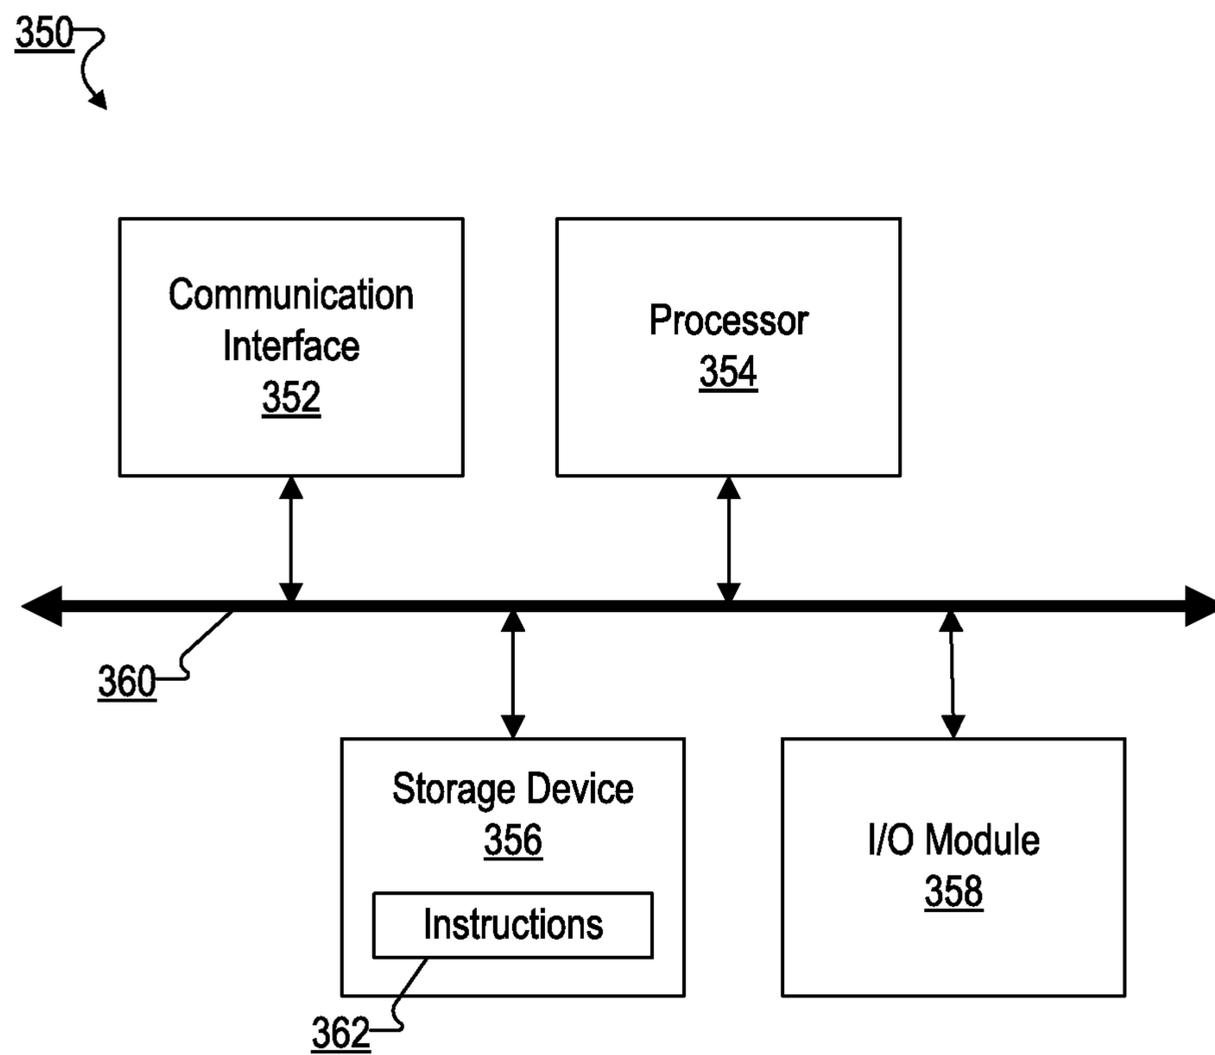 350
Communication
Interface
352
Processor
354
360
Storage Device
356
Instructions
362
I/O Module
358